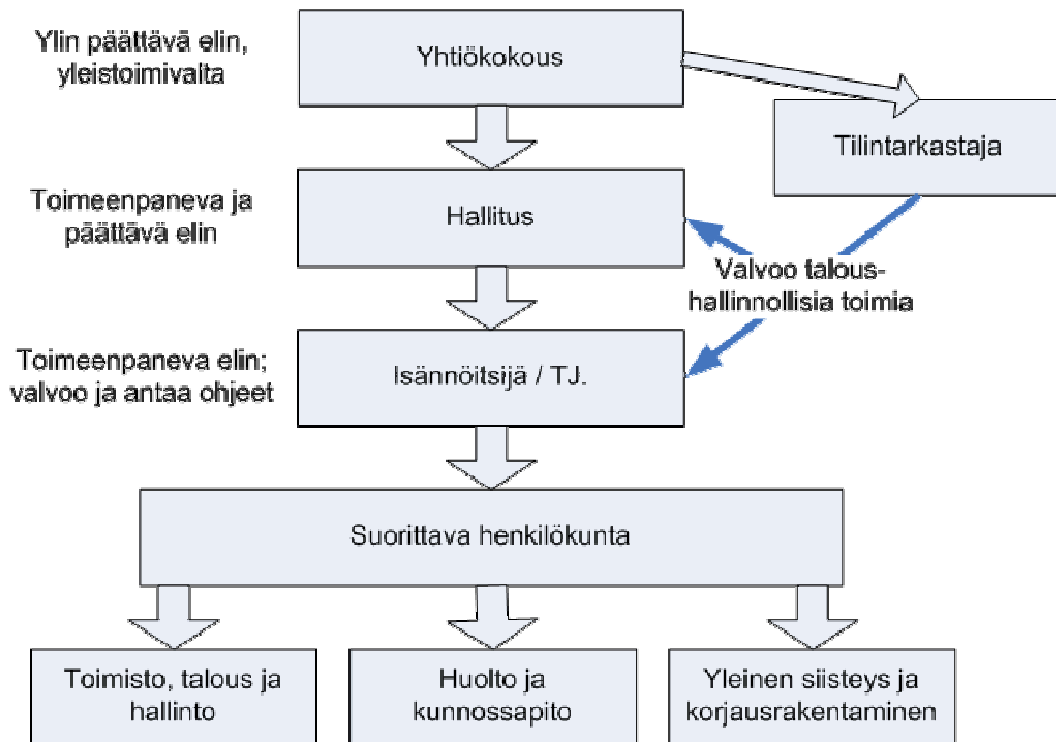 Ylin päättävä elin,
yleistoimivalta
Yhtiökokous
Tilintarkastaja
Toimeenpaneva ja
päättävä elin
Hallitus
Valvoo talous-
hallinnollisia toimia
Toimeenpaneva elin;
valvoo ja antaa ohjeet
Isännöitsijä / TJ.
Suorittava henkilökunta
Toimisto, talous ja
hallinto
Huolto ja
kunnossapito
Yleinen siisteys ja
korjausrakentaminen